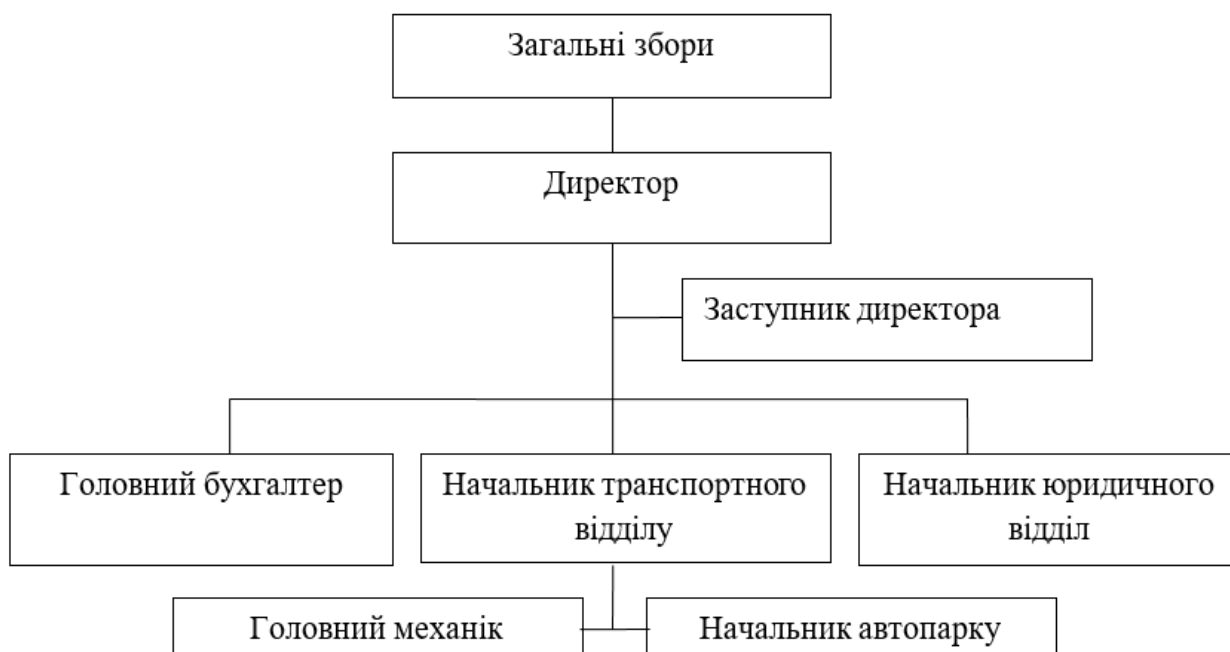 Загальні збори
Директор
Заступник директора
Головний бухгалтер
Начальник транспортного
відділу
Начальник юридичного
відділ
Головний механік
Начальник автопарку